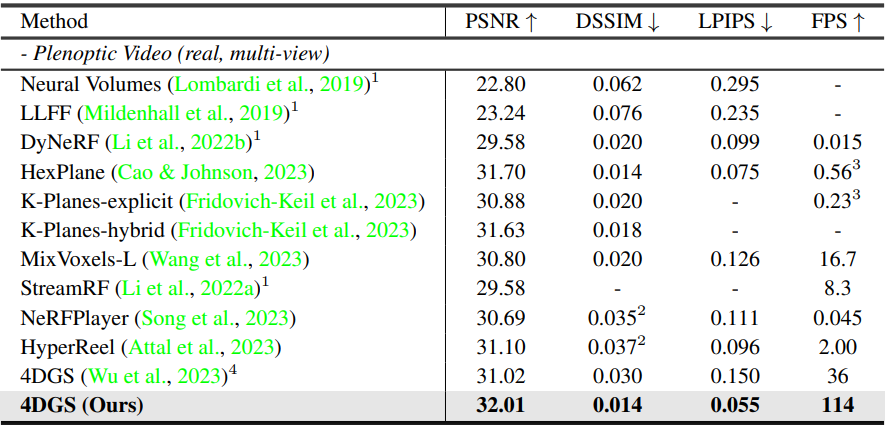 Method PSNR ↑ DSSIM ↓ LPIPS ↓ FPS ↑
- Plenoptic Video (real, multi-view)
Neural Volumes (Lombardi et al., 2019)¹ 22.80 0.062 0.295 -
LLFF (Mildenhall et al., 2019)¹ 23.24 0.076 0.235 -
DyNeRF (Li et al., 2022b)¹ 29.58 0.020 0.099 0.015
HexPlane (Cao & Johnson, 2023) 31.70 0.014 0.075 0.56³
K-Planes-explicit (Fridovich-Keil et al., 2023) 30.88 0.020 - 0.23³
K-Planes-hybrid (Fridovich-Keil et al., 2023) 31.63 0.018 - -
MixVoxels-L (Wang et al., 2023) 30.80 0.020 0.126 16.7
StreamRF (Li et al., 2022a)¹ 29.58 - - 8.3
NeRFPlayer (Song et al., 2023) 30.69 0.035² 0.111 0.045
HyperReel (Attal et al., 2023) 31.10 0.037² 0.096 2.00
4DGS (Wu et al., 2023)⁴ 31.02 0.030 0.150 36
4DGS (Ours) 32.01 0.014 0.055 114